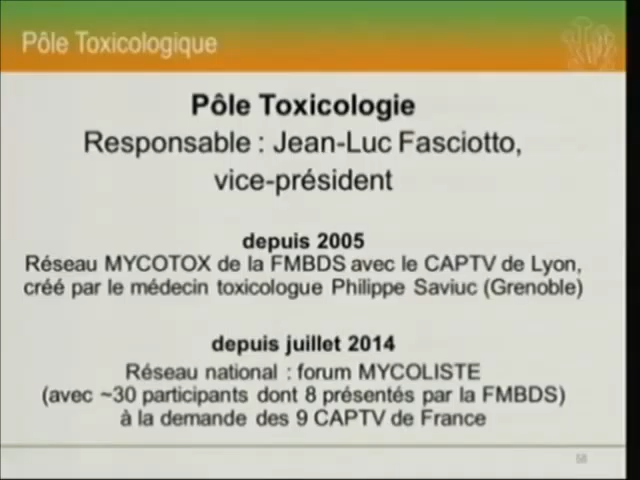 Pôle Toxicologique
Pôle Toxicologie
Responsable : Jean-Luc Fasciotto,
vice-président
depuis 2005
Réseau MYCOTOX de la FMBDS avec le CAPTV de Lyon,
créé par le médecin toxicologue Philippe Saviuc (Grenoble)
depuis juillet 2014
Réseau national : forum MYCOLISTE
(avec ~30 participants dont 8 présentés par la FMBDS)
à la demande des 9 CAPTV de France